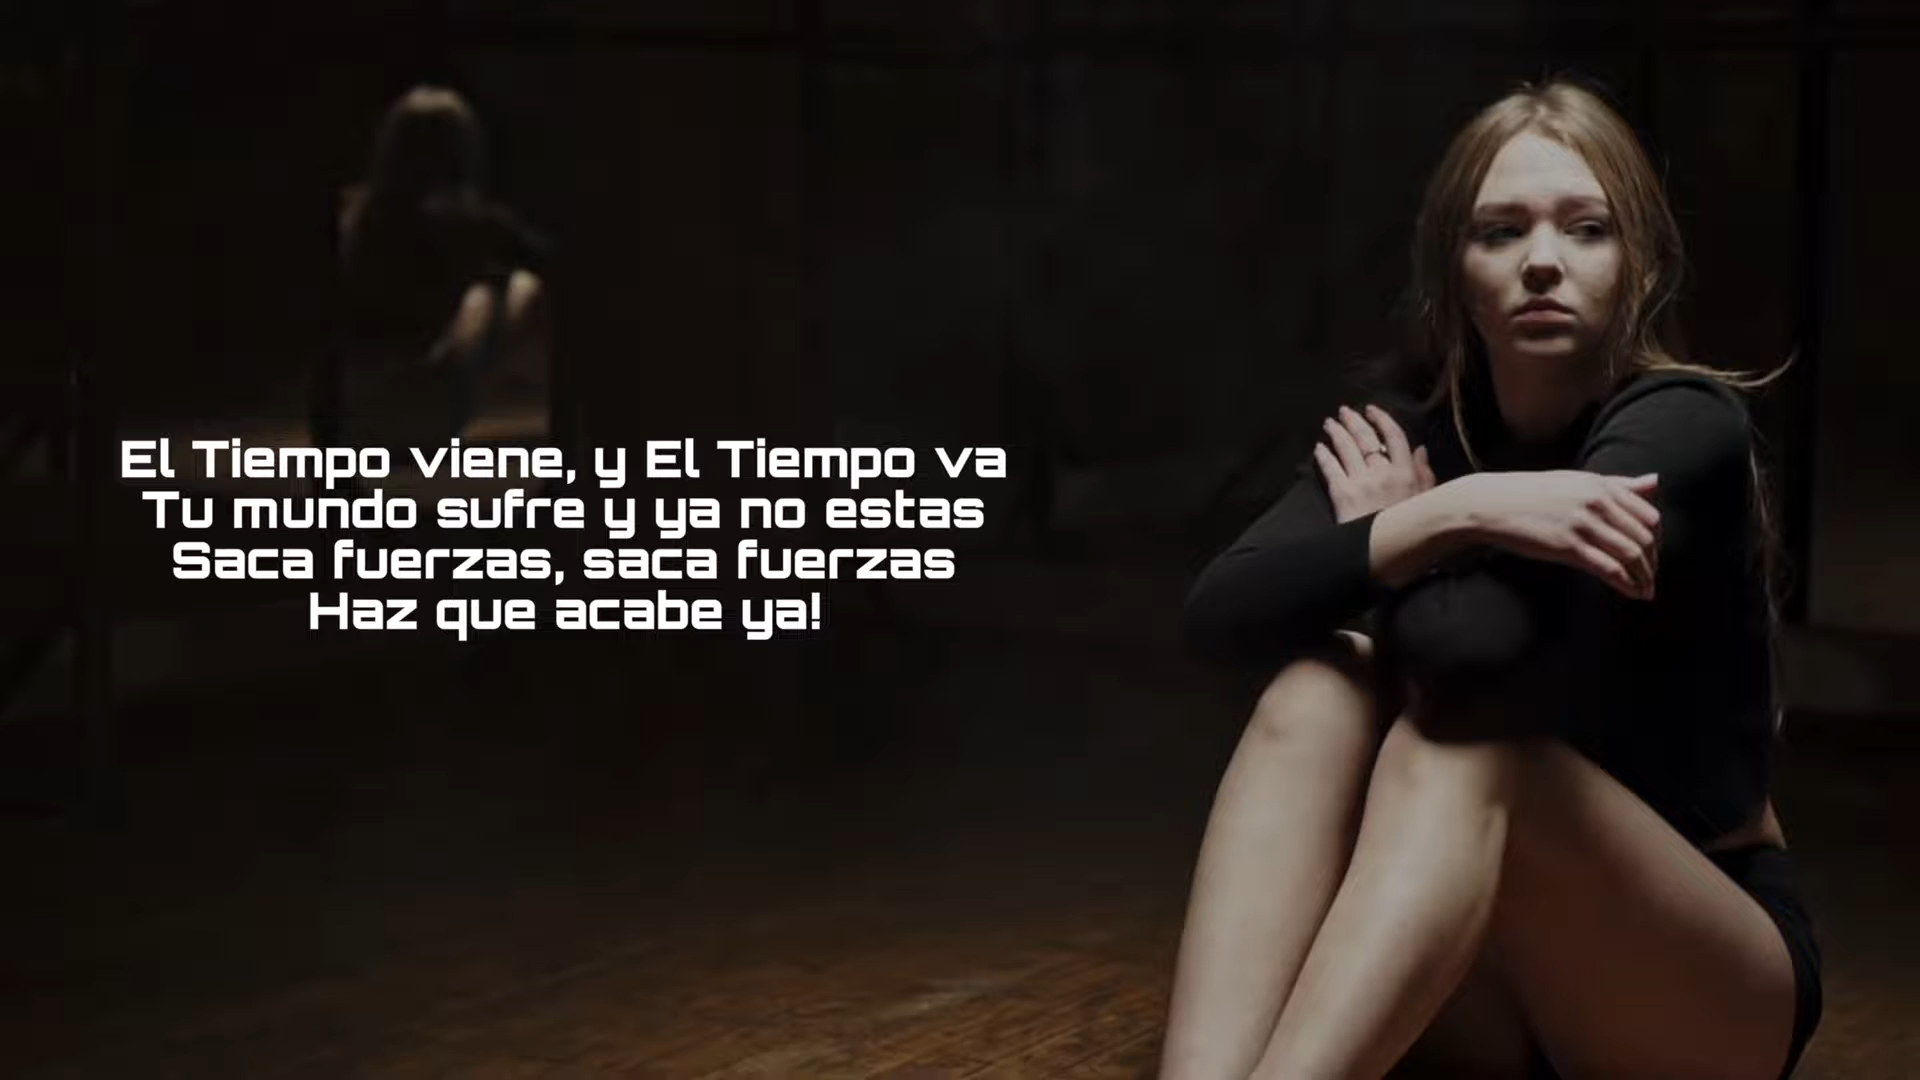 El Tiempo viene, y El Tiempo va
Tu mundo sufre y ya no estas
Saca fuerzas, saca fuerzas
Haz que acabe ya!